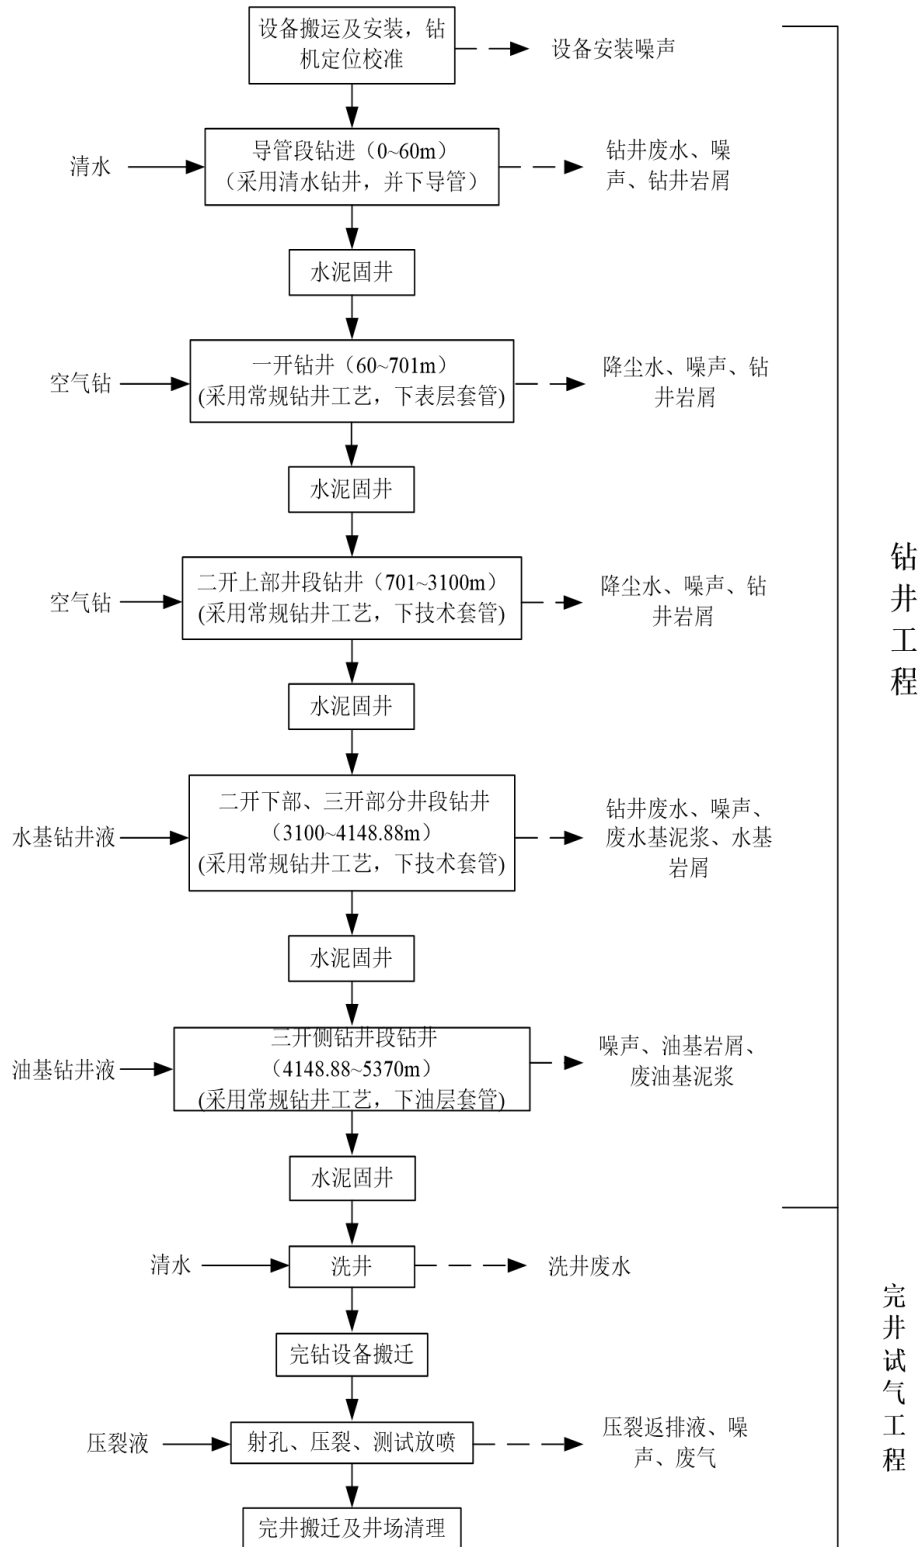 设备搬运及安装，钻
机定位校准
设备安装噪声
清水
导管段钻进（0~60m）
（采用清水钻井，并下导管）
钻井废水、噪
声、钻井岩屑
水泥固井
空气钻
一开钻井（60~701m）
(采用常规钻井工艺，下表层套管)
降尘水、噪声、钻
井岩屑
水泥固井
空气钻
二开上部井段钻井（701~3100m）
(采用常规钻井工艺，下技术套管)
降尘水、噪声、钻
井岩屑
水泥固井
水基钻井液
二开下部、三开部分井段钻井
（3100~4148.88m）
(采用常规钻井工艺，下技术套管)
钻井废水、噪声、
废水基泥浆、水基
岩屑
水泥固井
油基钻井液
三开侧钻井段钻井
（4148.88~5370m）
(采用常规钻井工艺，下油层套管)
噪声、油基岩屑、
废油基泥浆
水泥固井
清水
洗井
洗井废水
完钻设备搬迁
压裂液
射孔、压裂、测试放喷
压裂返排液、噪
声、废气
完井搬迁及井场清理
钻井工程
完井试气工程